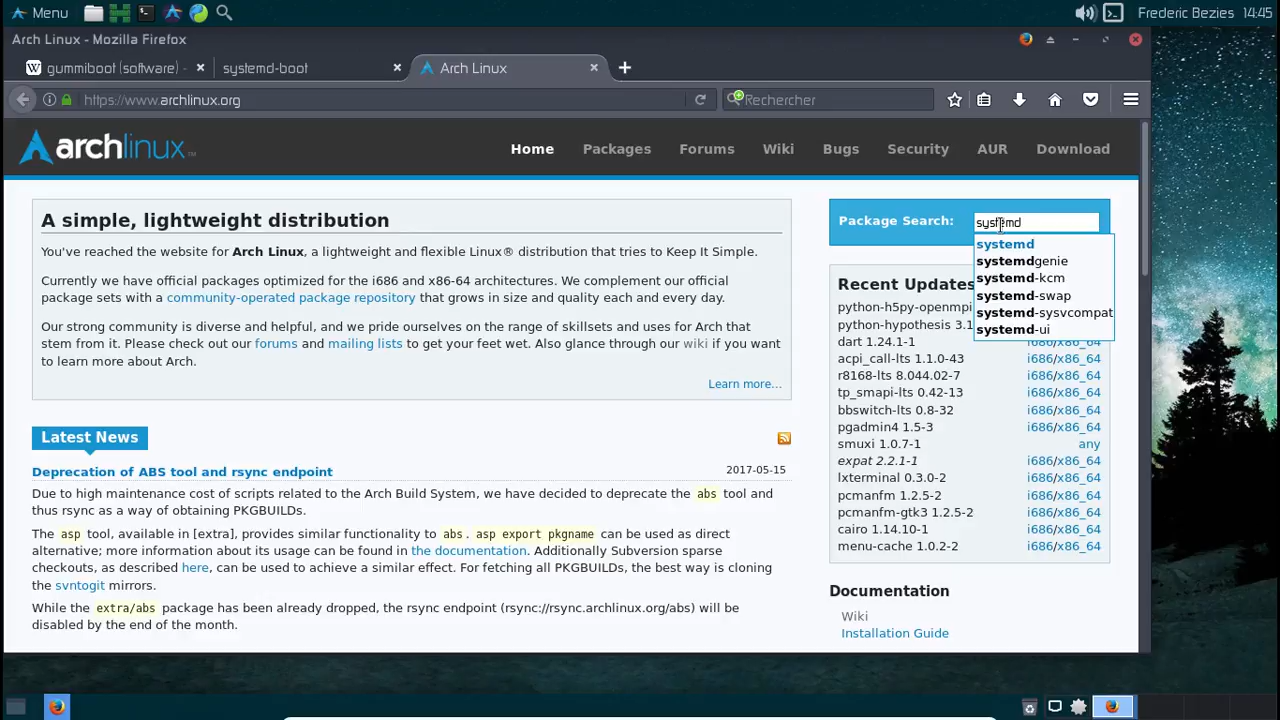 Menu
Frederic Bezies 14:45
Arch Linux - Mozilla Firefox
W gummiboot (software) -
systemd-boot
Arch Linux
https://www.archlinux.org
Rechercher
archlinux™
Home
Packages
Forums
Wiki
Bugs
Security
AUR
Download
A simple, lightweight distribution
You've reached the website for Arch Linux, a lightweight and flexible Linux® distribution that tries to Keep It Simple.
Currently we have official packages optimized for the i686 and x86-64 architectures. We complement our
official package sets with a community-operated package repository that grows in size and quality each and every day.
Our strong community is diverse and helpful, and we pride ourselves on the range of skillsets and uses for Arch that
stem from it. Please check out our forums and mailing lists to get your feet wet. Also glance through our wiki if you want
to learn more about Arch.
Learn more...
Latest News
Deprecation of ABS tool and rsync endpoint
2017-05-15
Due to high maintenance cost of scripts related to the Arch Build System, we have decided to deprecate the abs tool and
thus rsync as a way of obtaining PKGBUILDs.
The asp tool, available in [extra], provides similar functionality to abs. asp export pkgname can be used as direct
alternative; more information about its usage can be found in the documentation. Additionally Subversion sparse
checkouts, as described here, can be used to achieve a similar effect. For fetching all PKGBUILDs, the best way is cloning
the svntogit mirrors.
While the extra/abs package has been already dropped, the rsync endpoint (rsync://rsync.archlinux.org/abs) will be
disabled by the end of the month.
Package Search:
systemd
systemd
systemdgenie
systemd-kcm
systemd-swap
systemd-sysvcompat
systemd-ui
Recent Updates
python-h5py-openmpi
python-hypothesis 3.1
dart 1.24.1-1 i686/x86_64
acpi_call-lts 1.1.0-43 i686/x86_64
r8168-lts 8.044.02-7 i686/x86_64
tp_smapi-lts 0.42-13 i686/x86_64
bbswitch-lts 0.8-32 i686/x86_64
pgadmin4 1.5-3 i686/x86_64
smuxi 1.0.7-1 any
expat 2.2.1-1 i686/x86_64
lxterminal 0.3.0-2 i686/x86_64
pcmanfm 1.2.5-2 i686/x86_64
pcmanfm-gtk3 1.2.5-2 i686/x86_64
cairo 1.14.10-1 i686/x86_64
menu-cache 1.0.2-2 i686/x86_64
Documentation
Wiki
Installation Guide